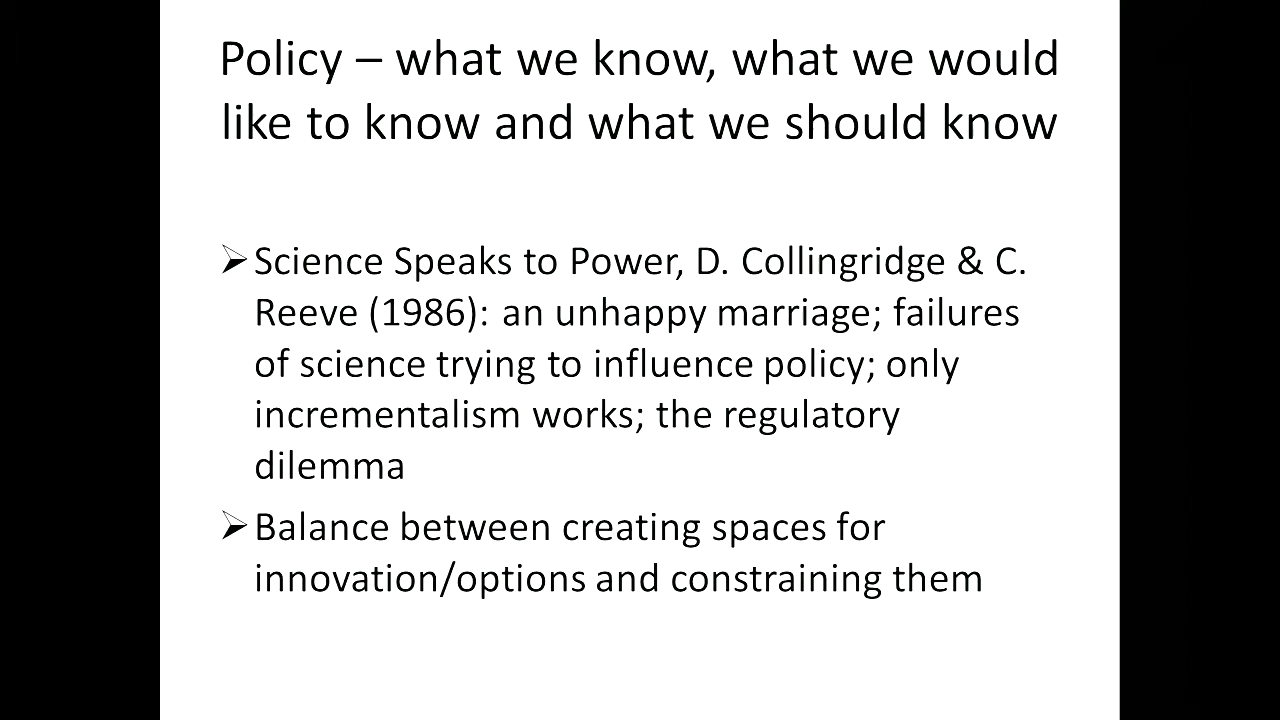 Policy – what we know, what we would
like to know and what we should know
➢Science Speaks to Power, D. Collingridge & C.
Reeve (1986): an unhappy marriage; failures
of science trying to influence policy; only
incrementalism works; the regulatory
dilemma
➢Balance between creating spaces for
innovation/options and constraining them